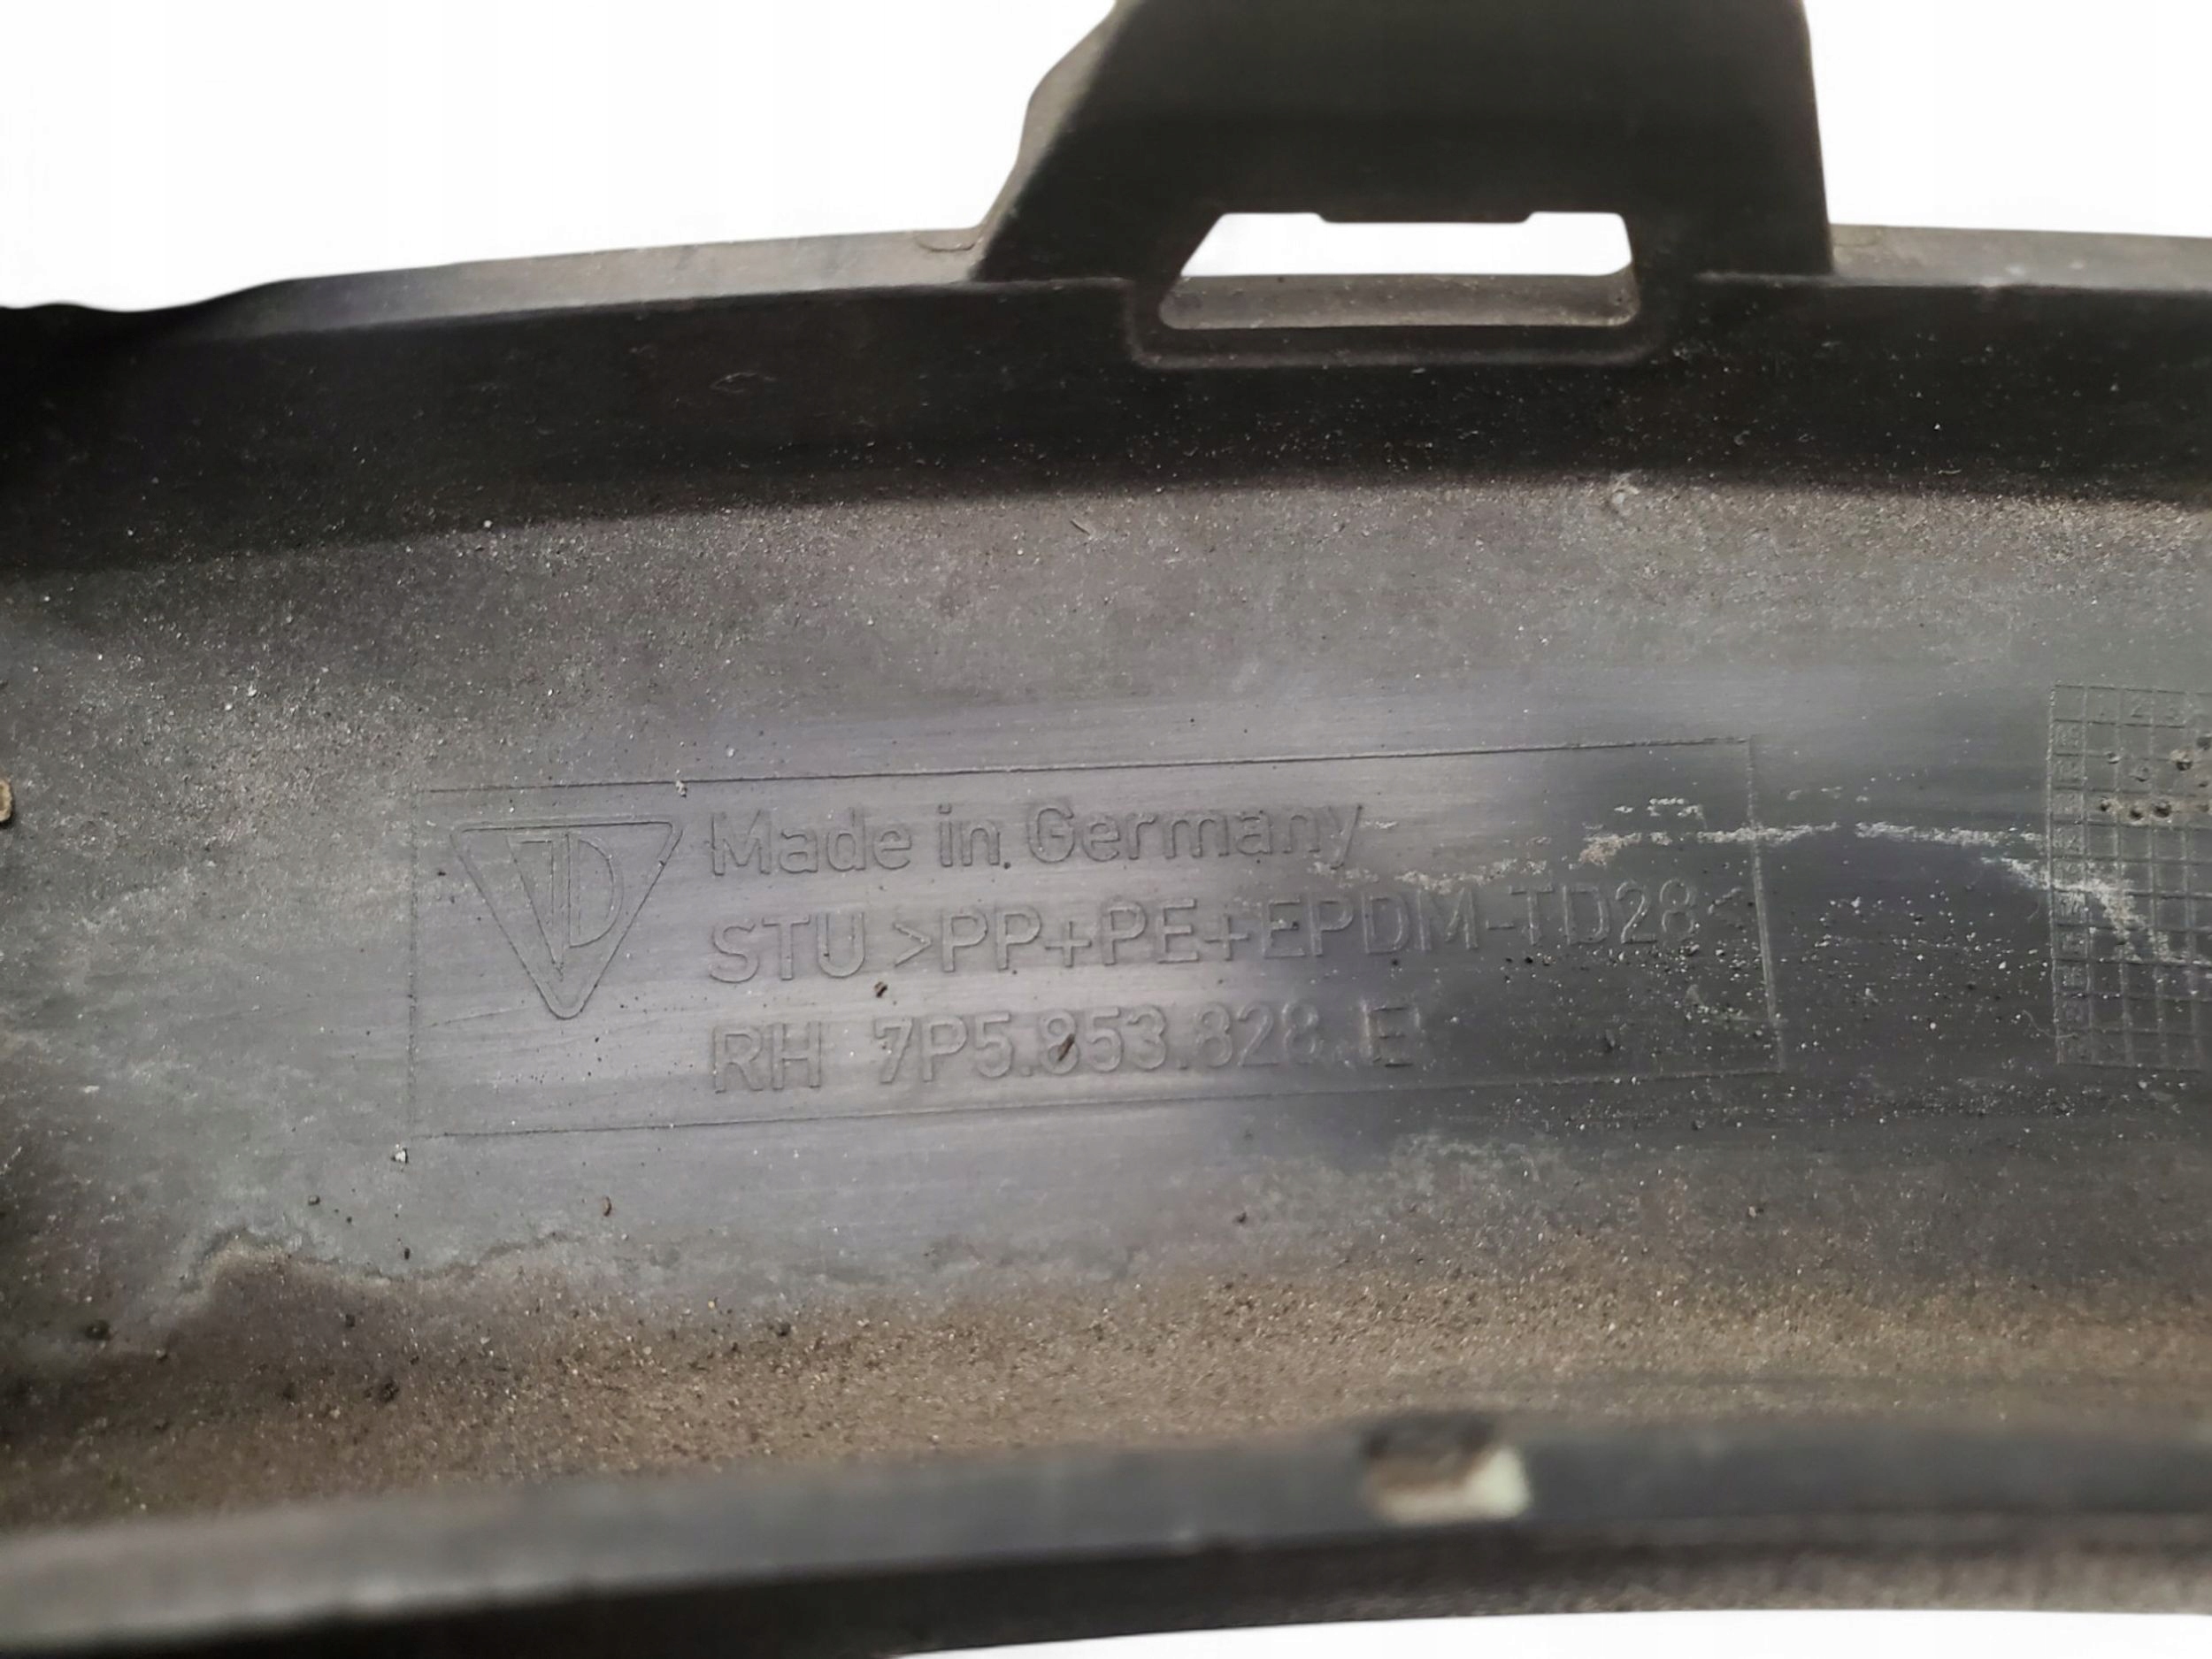 Made in Germany
STU >PP+PE+EPDM-TD28<
RH 7P5.853.828.E